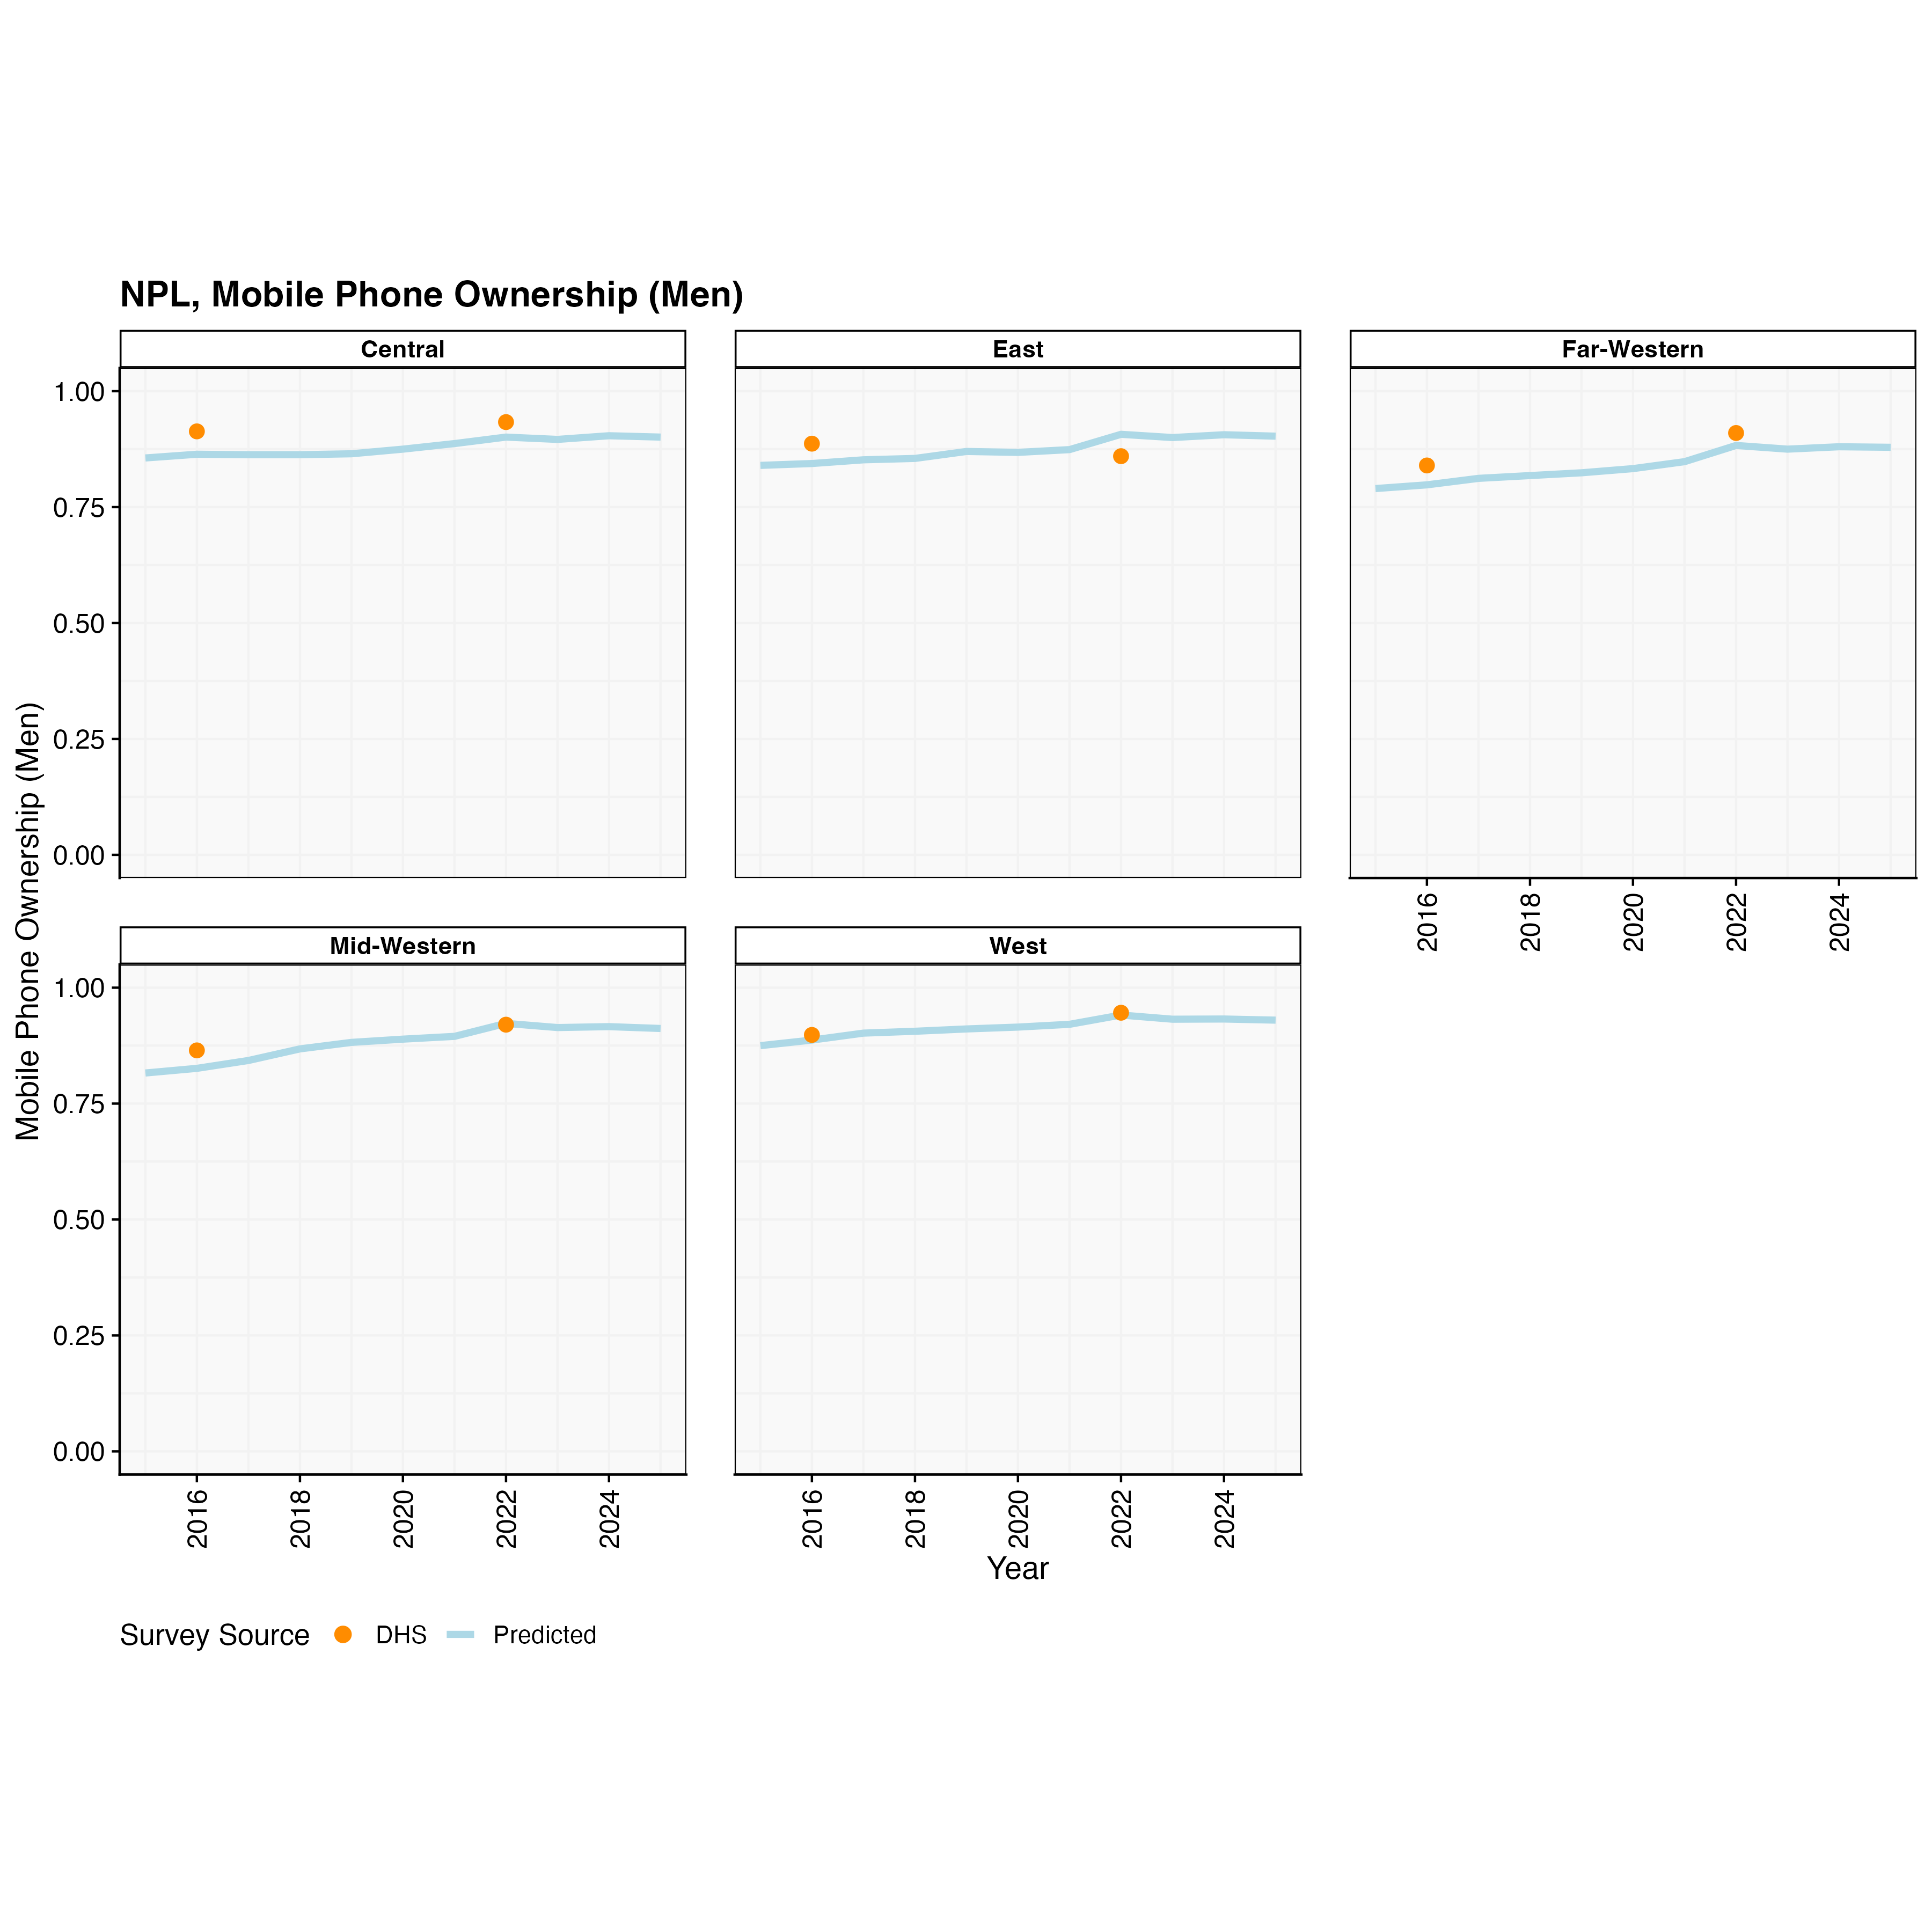 NPL, Mobile Phone Ownership (Men)
Central
East
Far-Western
1.00
0.75
0.50
0.25
0.00
2016
2018
2020
2022
2024
Mobile Phone Ownership (Men)
Mid-Western
West
1.00
0.75
0.50
0.25
0.00
2016
2018
2020
2022
2024
2016
2018
2020
2022
2024
Year
Survey Source DHS Predicted